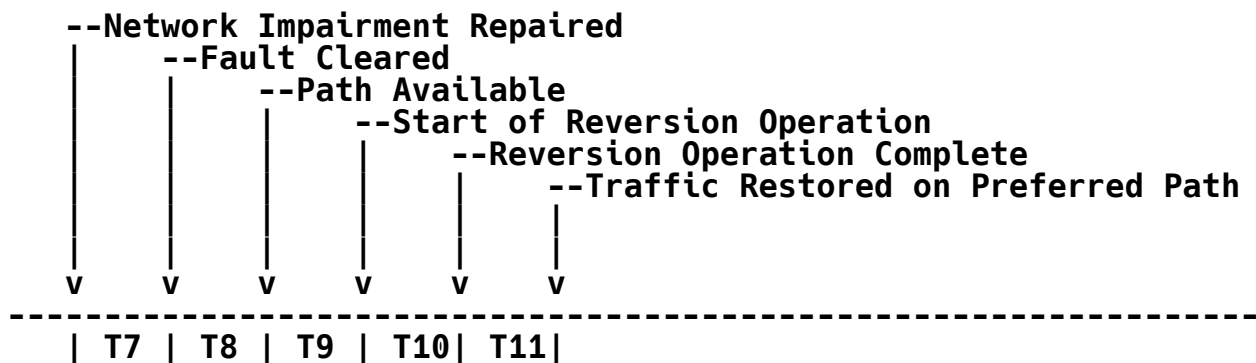 --Network Impairment Repaired
|     --Fault Cleared
|     |     --Path Available
|     |     |     --Start of Reversion Operation
|     |     |     |     --Reversion Operation Complete
|     |     |     |     |     --Traffic Restored on Preferred Path
|     |     |     |     |     |
|     |     |     |     |     |
v     v     v     v     v     v
-----------------------------------------------------------------
| T7 | T8 | T9 | T10| T11|